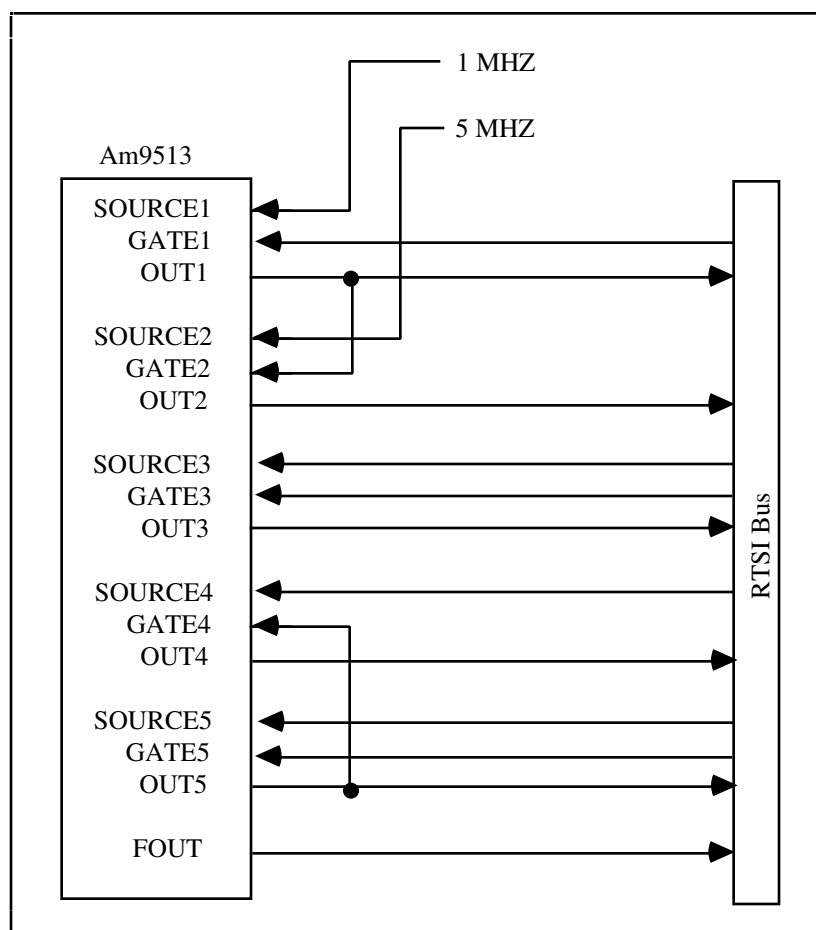 1 MHZ
5 MHZ
Am9513
SOURCE1
GATE1
OUT1
SOURCE2
GATE2
OUT2
SOURCE3
GATE3
OUT3
SOURCE4
GATE4
OUT4
SOURCE5
GATE5
OUT5
FOUT
RTSI Bus